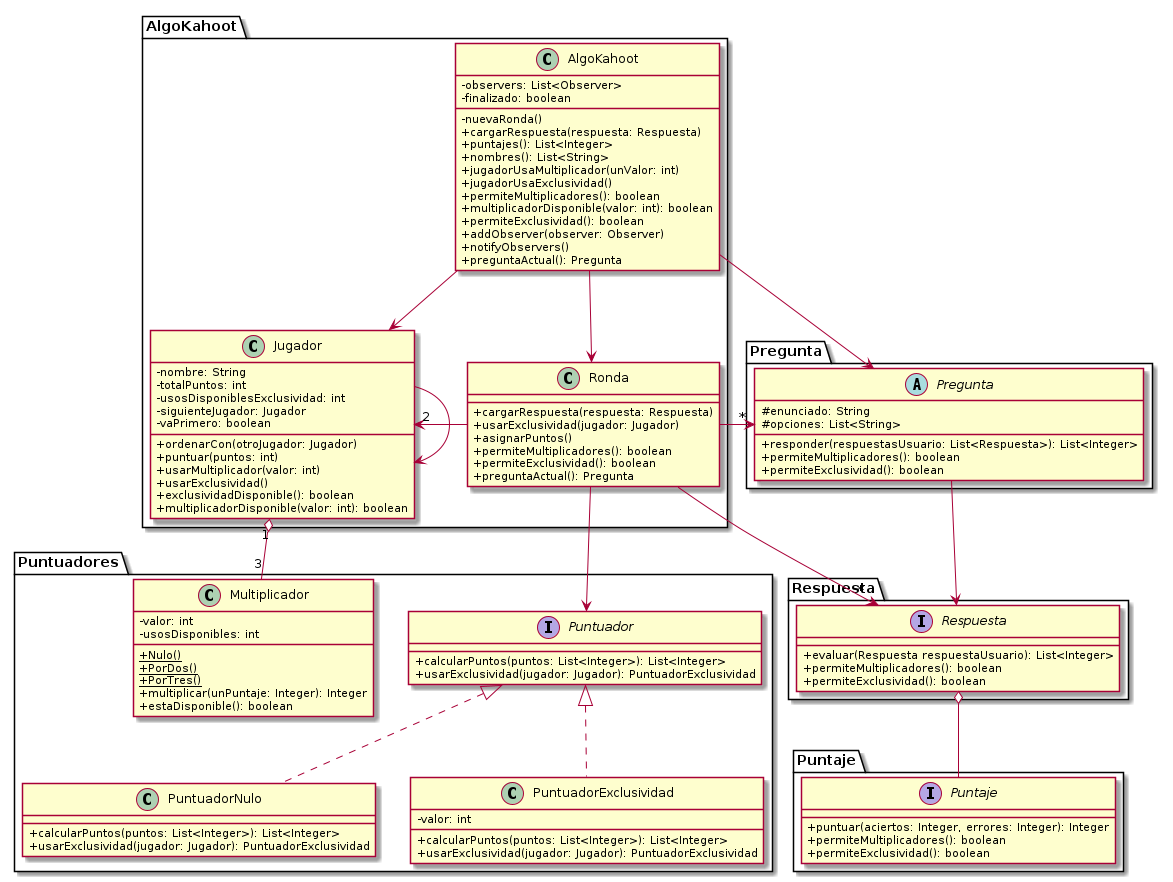 AlgoKahoot
C AlgoKahoot
-observers: List<Observer>
-finalizado: boolean
-nuevaRonda()
+cargarRespuesta(respuesta: Respuesta)
+puntajes(): List<Integer>
+nombres(): List<String>
+jugadorUsaMultiplicador(unValor: int)
+jugadorUsaExclusividad()
+permiteMultiplicadores(): boolean
+multiplicadorDisponible(valor: int): boolean
+permiteExclusividad(): boolean
+addObserver(observer: Observer)
+notifyObservers()
+preguntaActual(): Pregunta
C Jugador
-nombre: String
-totalPuntos: int
-usosDisponiblesExclusividad: int
-siguienteJugador: Jugador
-vaPrimero: boolean
+ordenarCon(otroJugador: Jugador)
+puntuar(puntos: int)
+usarMultiplicador(valor: int)
+usarExclusividad()
+exclusividadDisponible(): boolean
+multiplicadorDisponible(valor: int): boolean
2
C Ronda
+cargarRespuesta(respuesta: Respuesta)
+usarExclusividad(jugador: Jugador)
+asignarPuntos()
+permiteMultiplicadores(): boolean
+permiteExclusividad(): boolean
+preguntaActual(): Pregunta
*
Pregunta
A Pregunta
#enunciado: String
#opciones: List<String>
+responder(respuestasUsuario: List<Respuesta>): List<Integer>
+permiteMultiplicadores(): boolean
+permiteExclusividad(): boolean
1
3
Puntuadores
C Multiplicador
-valor: int
-usosDisponibles: int
+Nulo()
+PorDos()
+PorTres()
+multiplicar(unPuntaje: Integer): Integer
+estaDisponible(): boolean
I Puntuador
+calcularPuntos(puntos: List<Integer>): List<Integer>
+usarExclusividad(jugador: Jugador): PuntuadorExclusividad
C PuntuadorNulo
+calcularPuntos(puntos: List<Integer>): List<Integer>
+usarExclusividad(jugador: Jugador): PuntuadorExclusividad
C PuntuadorExclusividad
-valor: int
+calcularPuntos(puntos: List<Integer>): List<Integer>
+usarExclusividad(jugador: Jugador): PuntuadorExclusividad
Respuesta
*
I Respuesta
+evaluar(Respuesta respuestaUsuario): List<Integer>
+permiteMultiplicadores(): boolean
+permiteExclusividad(): boolean
Puntaje
I Puntaje
+puntuar(aciertos: Integer, errores: Integer): Integer
+permiteMultiplicadores(): boolean
+permiteExclusividad(): boolean